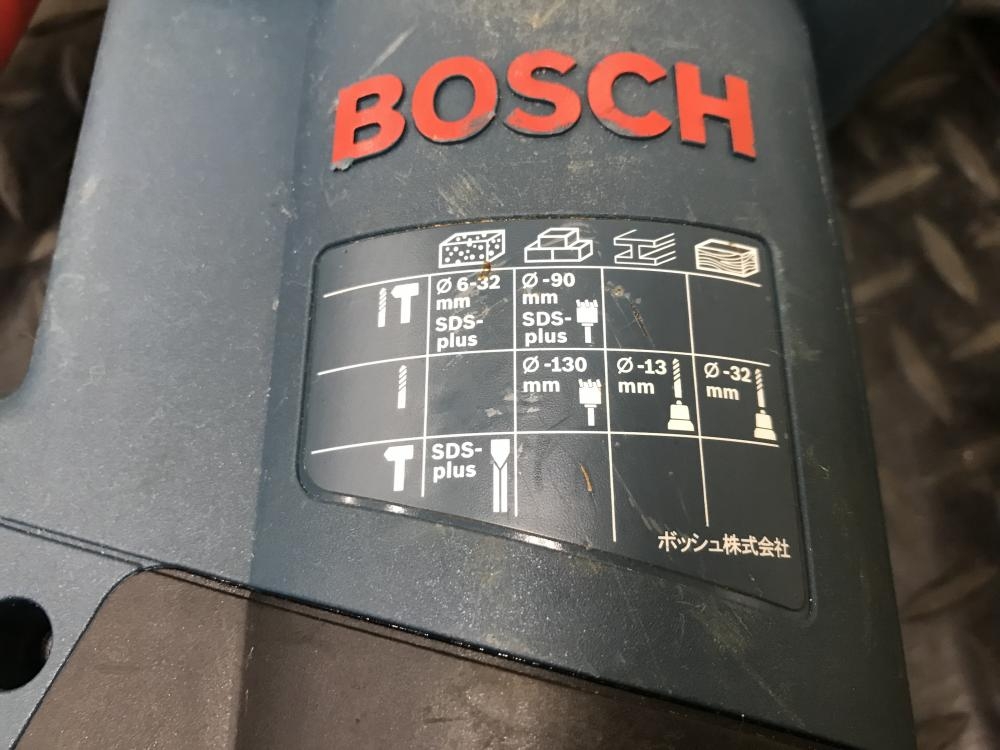 BOSCH
Ø 6-32
mm
SDS-
plus
Ø -90
mm
SDS-
plus
Ø -130
mm
Ø -13
mm
Ø -32
mm
SDS-
plus
ボッシュ株式会社